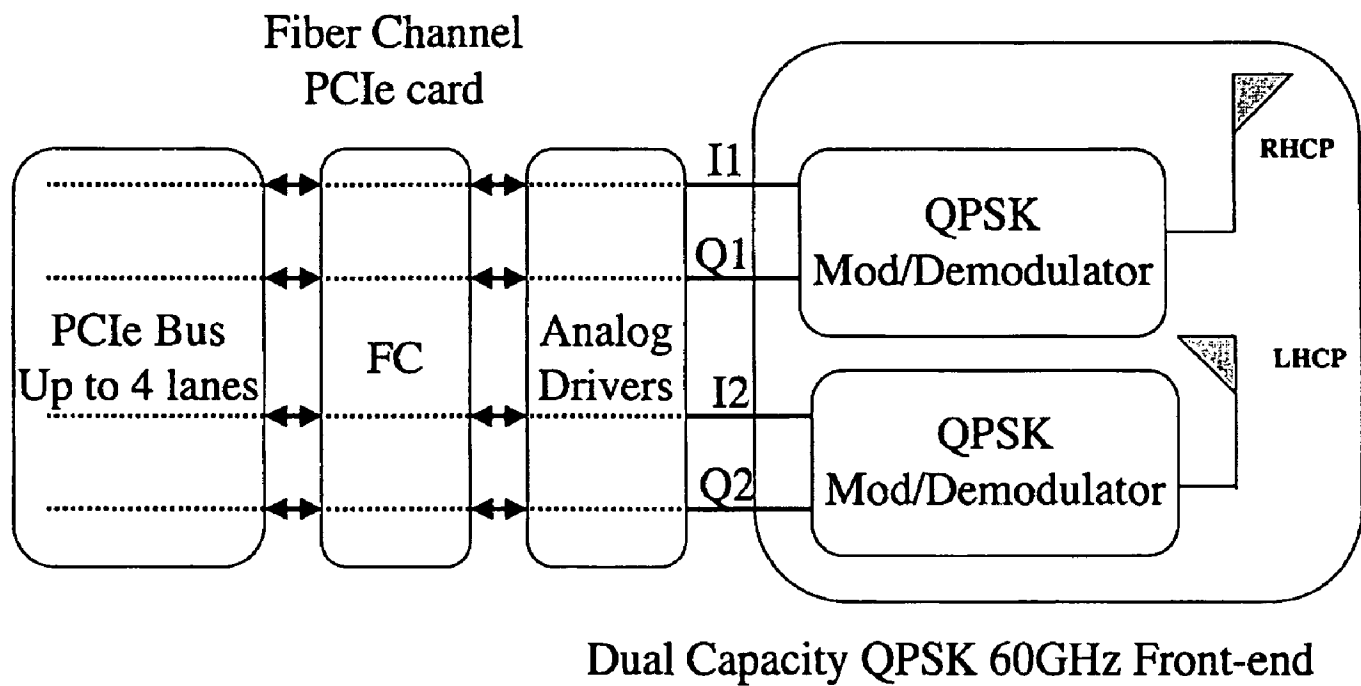 Fiber Channel
PCIe card
PCIe Bus
Up to 4 lanes
FC
Analog
Drivers
I1
Q1
I2
Q2
QPSK
Mod/Demodulator
RHCP
QPSK
Mod/Demodulator
LHCP
Dual Capacity QPSK 60GHz Front-end